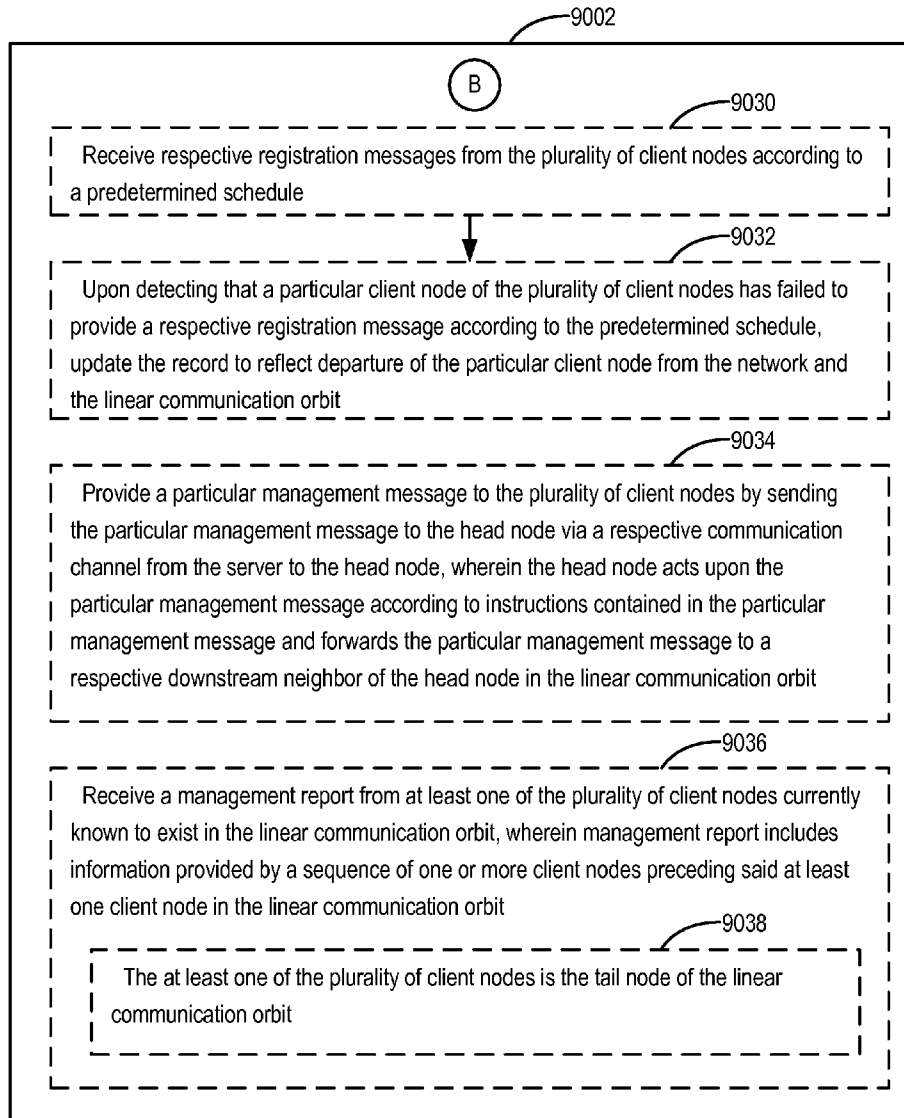 9002
B
9030
Receive respective registration messages from the plurality of client nodes according to
a predetermined schedule
9032
Upon detecting that a particular client node of the plurality of client nodes has failed to
provide a respective registration message according to the predetermined schedule,
update the record to reflect departure of the particular client node from the network and
the linear communication orbit
9034
Provide a particular management message to the plurality of client nodes by sending
the particular management message to the head node via a respective communication
channel from the server to the head node, wherein the head node acts upon the
particular management message according to instructions contained in the particular
management message and forwards the particular management message to a
respective downstream neighbor of the head node in the linear communication orbit
9036
Receive a management report from at least one of the plurality of client nodes currently
known to exist in the linear communication orbit, wherein management report includes
information provided by a sequence of one or more client nodes preceding said at least
one client node in the linear communication orbit
9038
The at least one of the plurality of client nodes is the tail node of the linear
communication orbit